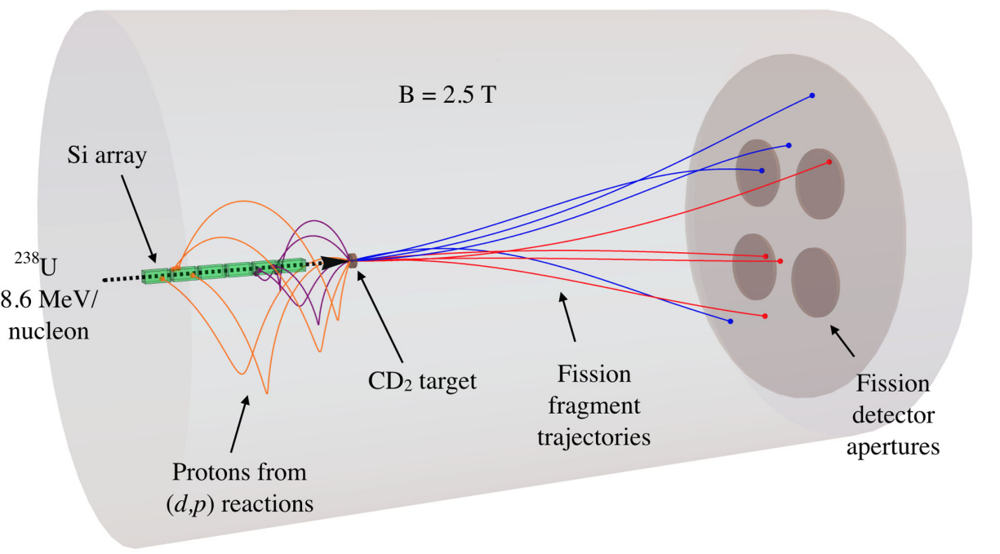 B = 2.5 T
Si array
²³⁸U
8.6 MeV/
nucleon
CD₂ target
Fission
fragment
trajectories
Fission
detector
apertures
Protons from
(d,p) reactions